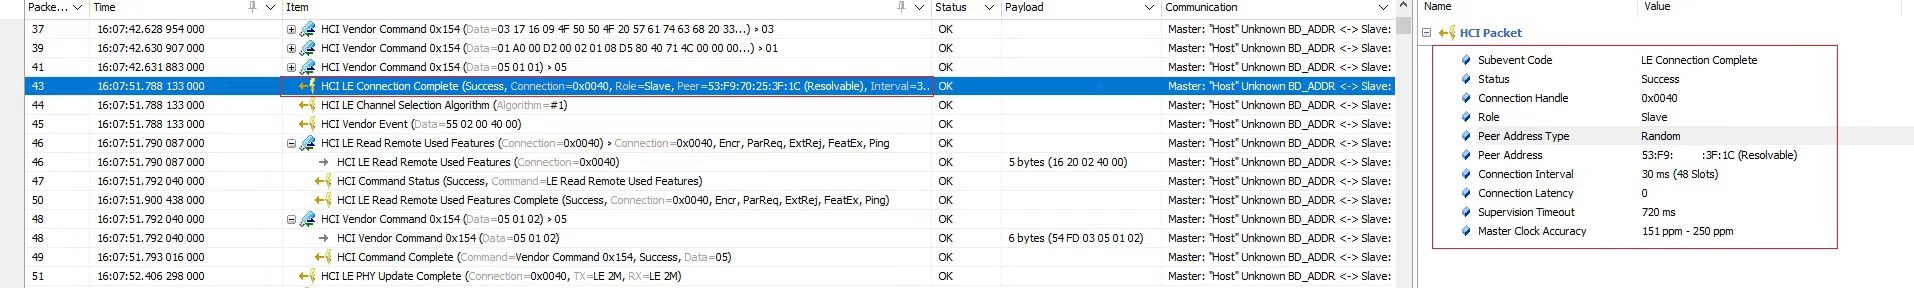 Packe... Time Item Status Payload Communication
37 16:07:42.628 954 000 HCI Vendor Command 0x154 (Data=03 17 16 09 4F 50 50 4F 20 57 61 74 63 68 20 33...) > 03 OK Master: "Host" Unknown BD_ADDR <-> Slave:
39 16:07:42.630 907 000 HCI Vendor Command 0x154 (Data=01 A0 00 D2 00 02 01 08 D5 80 40 71 4C 00 00 00...) > 01 OK Master: "Host" Unknown BD_ADDR <-> Slave:
41 16:07:42.631 883 000 HCI Vendor Command 0x154 (Data=05 01 01) > 05 OK Master: "Host" Unknown BD_ADDR <-> Slave:
43 16:07:51.788 133 000 HCI LE Connection Complete (Success, Connection=0x0040, Role=Slave, Peer=53:F9:70:25:3F:1C (Resolvable), Interval=3.. OK Master: "Host" Unknown BD_ADDR <-> Slave:
44 16:07:51.788 133 000 HCI LE Channel Selection Algorithm (Algorithm=#1) OK Master: "Host" Unknown BD_ADDR <-> Slave:
45 16:07:51.788 133 000 HCI Vendor Event (Data=55 02 00 40 00) OK Master: "Host" Unknown BD_ADDR <-> Slave:
46 16:07:51.790 087 000 HCI LE Read Remote Used Features (Connection=0x0040) > Connection=0x0040, Encr, ParReq, ExtRej, FeatEx, Ping OK Master: "Host" Unknown BD_ADDR <-> Slave:
46 16:07:51.790 087 000 HCI LE Read Remote Used Features (Connection=0x0040) OK 5 bytes (16 20 02 40 00) Master: "Host" Unknown BD_ADDR <-> Slave:
47 16:07:51.792 040 000 HCI Command Status (Success, Command=LE Read Remote Used Features) OK Master: "Host" Unknown BD_ADDR <-> Slave:
50 16:07:51.900 438 000 HCI LE Read Remote Used Features Complete (Success, Connection=0x0040, Encr, ParReq, ExtRej, FeatEx, Ping) OK Master: "Host" Unknown BD_ADDR <-> Slave:
48 16:07:51.792 040 000 HCI Vendor Command 0x154 (Data=05 01 02) > 05 OK Master: "Host" Unknown BD_ADDR <-> Slave:
48 16:07:51.792 040 000 HCI Vendor Command 0x154 (Data=05 01 02) OK 6 bytes (54 FD 03 05 01 02) Master: "Host" Unknown BD_ADDR <-> Slave:
49 16:07:51.793 016 000 HCI Command Complete (Command=Vendor Command 0x154, Success, Data=05) OK Master: "Host" Unknown BD_ADDR <-> Slave:
51 16:07:52.406 298 000 HCI LE PHY Update Complete (Connection=0x0040, TX=LE 2M, RX=LE 2M) OK Master: "Host" Unknown BD_ADDR <-> Slave:
Name Value
HCI Packet
Subevent Code LE Connection Complete
Status Success
Connection Handle 0x0040
Role Slave
Peer Address Type Random
Peer Address 53:F9: :3F:1C (Resolvable)
Connection Interval 30 ms (48 Slots)
Connection Latency 0
Supervision Timeout 720 ms
Master Clock Accuracy 151 ppm - 250 ppm